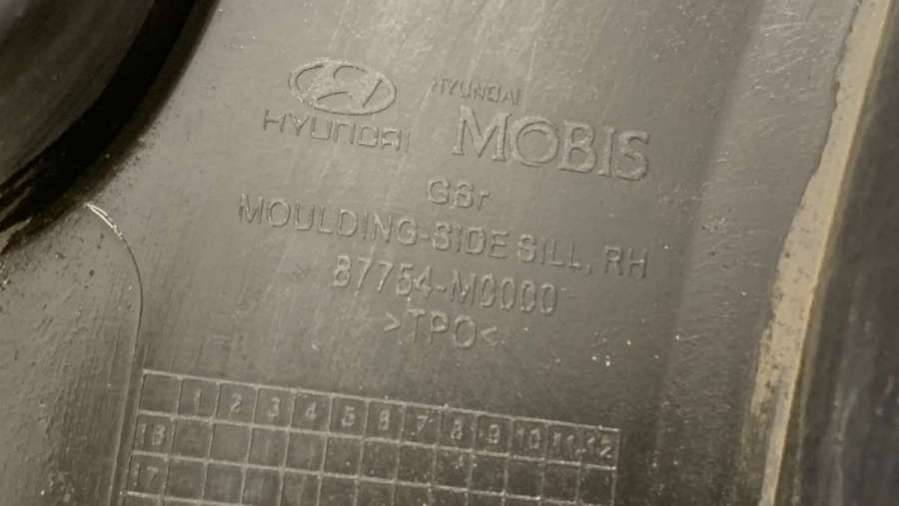 HYUNDAI
HYUNDAI
MOBIS
GSr
MOULDING-SIDE SILL, RH
87754-M0000
>TPO<
1 2 3 4 5 6 7 8 9 10 11 12
16
17